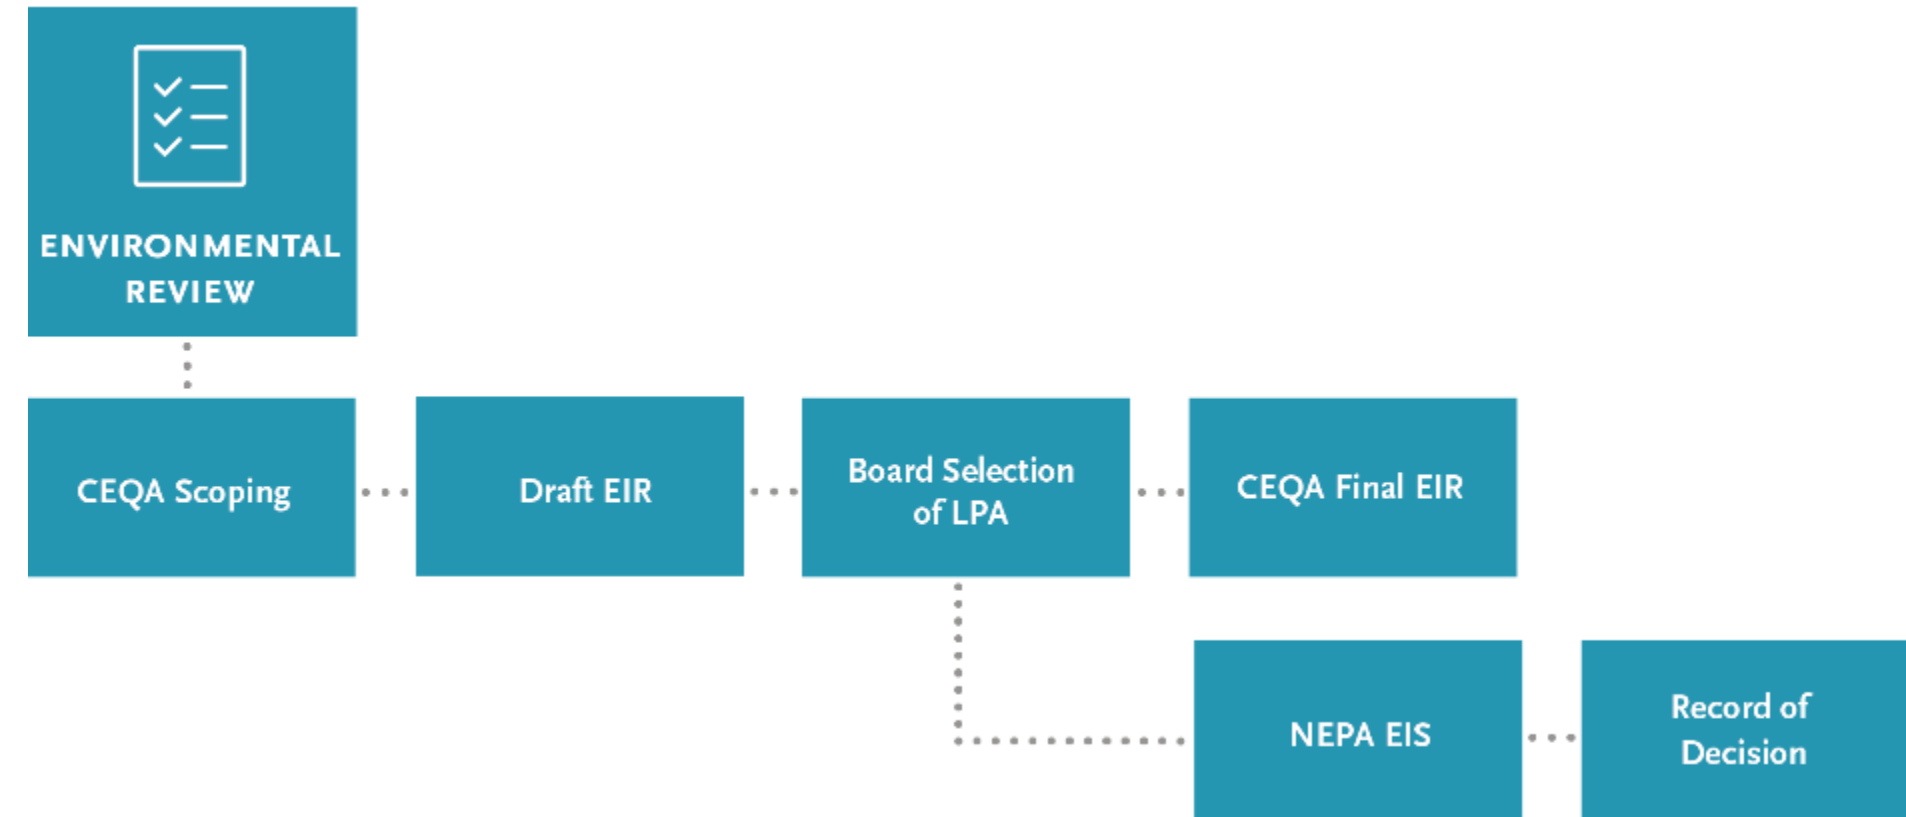 ENVIRONMENTAL
REVIEW
CEQA Scoping
Draft EIR
Board Selection
of LPA
CEQA Final EIR
NEPA EIS
Record of
Decision